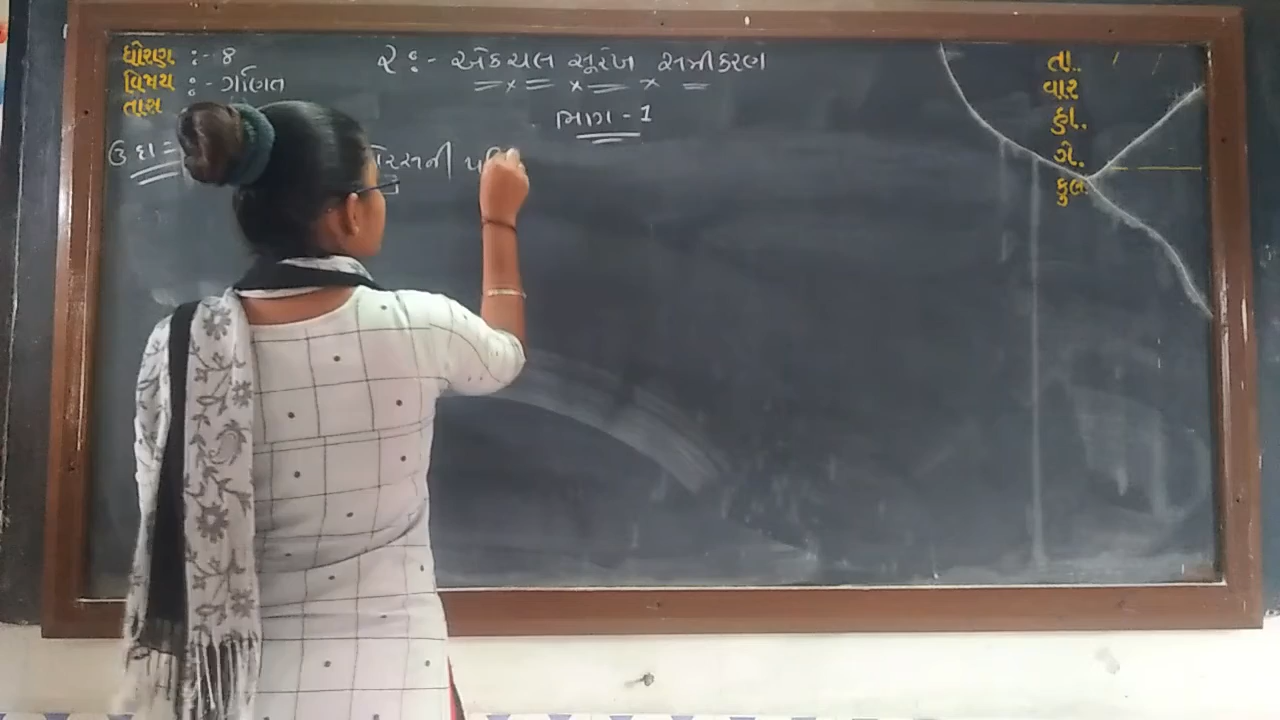 ધોરણ :- 8
વિષય :- ગણિત
તાસ
૨ :- એકચલ સુરેખ સમીકરણ
ભાગ - 1
ઉદા =
તા..
વાર
હા..
ગે.
કુલ